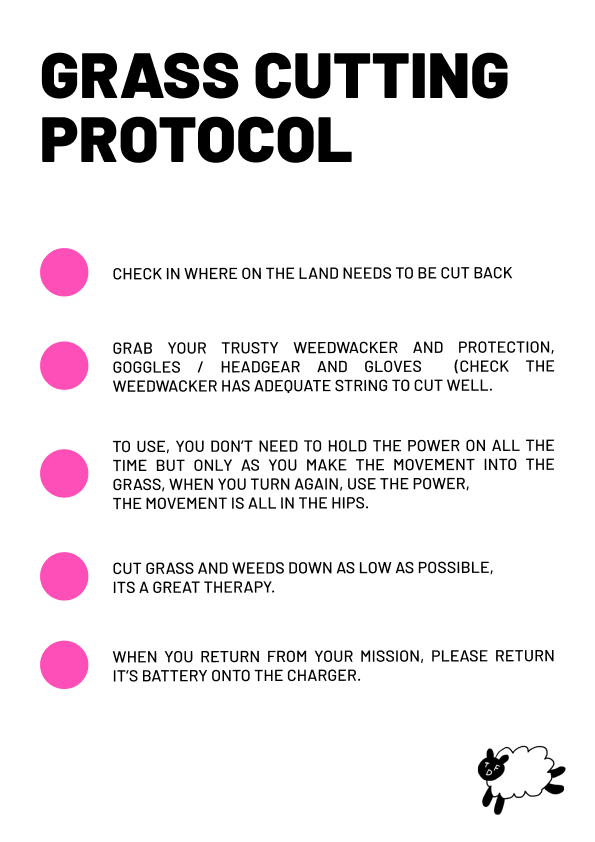 GRASS CUTTING
PROTOCOL
CHECK IN WHERE ON THE LAND NEEDS TO BE CUT BACK
GRAB YOUR TRUSTY WEEDWACKER AND PROTECTION,
GOGGLES / HEADGEAR AND GLOVES (CHECK THE
WEEDWACKER HAS ADEQUATE STRING TO CUT WELL.
TO USE, YOU DON'T NEED TO HOLD THE POWER ON ALL THE
TIME BUT ONLY AS YOU MAKE THE MOVEMENT INTO THE
GRASS, WHEN YOU TURN AGAIN, USE THE POWER,
THE MOVEMENT IS ALL IN THE HIPS.
CUT GRASS AND WEEDS DOWN AS LOW AS POSSIBLE,
ITS A GREAT THERAPY.
WHEN YOU RETURN FROM YOUR MISSION, PLEASE RETURN
IT'S BATTERY ONTO THE CHARGER.
TDF